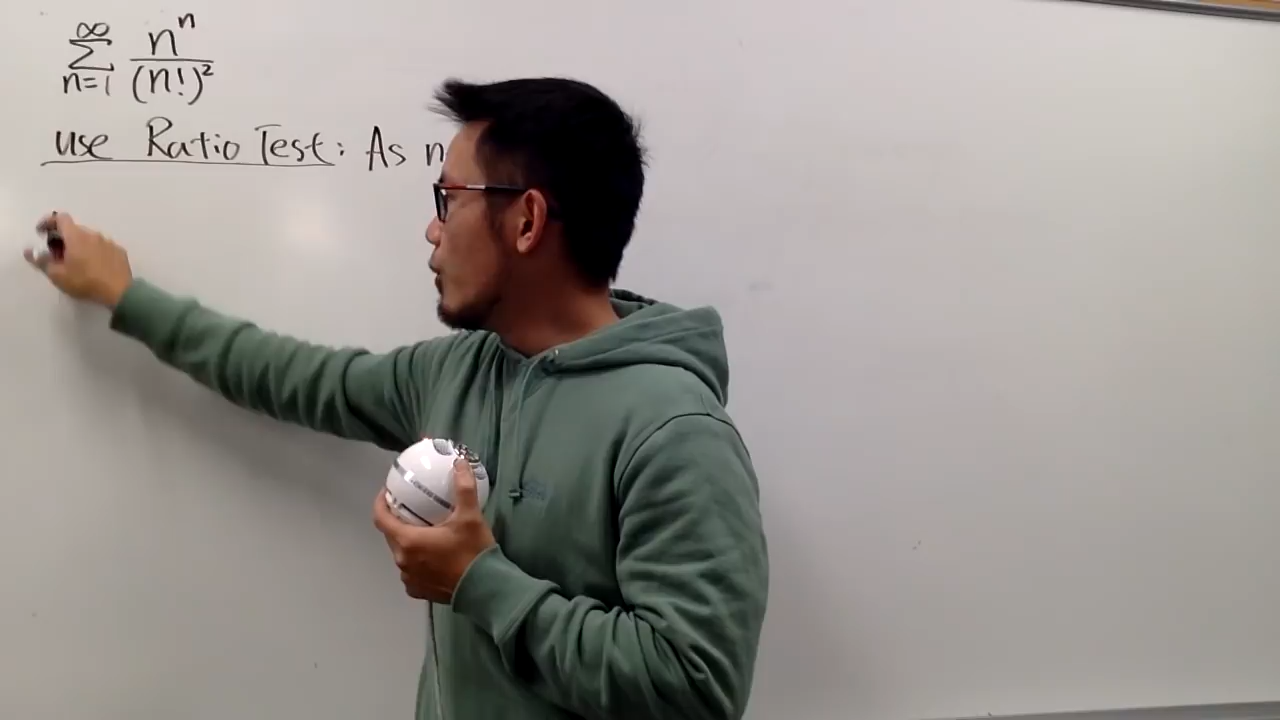 ∞
Σ n^n / (n!)^2
n=1
use Ratio Test: As n